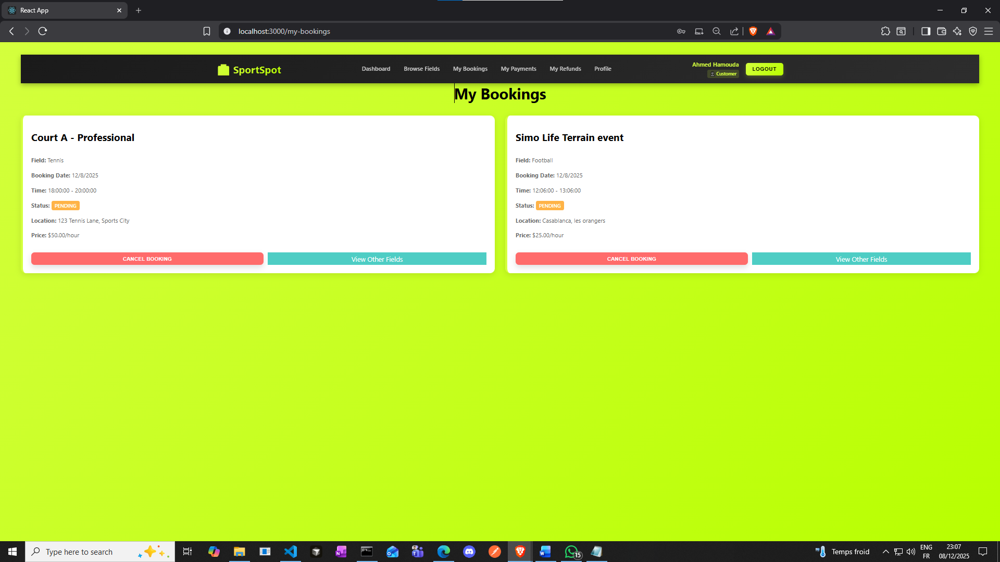 React App
localhost:3000/my-bookings
SportSpot
Dashboard
Browse Fields
My Bookings
My Payments
My Refunds
Profile
Ahmed Hamouda
Customer
LOGOUT
My Bookings
Court A - Professional
Field: Tennis
Booking Date: 12/8/2025
Time: 18:00:00 - 20:00:00
Status: PENDING
Location: 123 Tennis Lane, Sports City
Price: $50.00/hour
CANCEL BOOKING
View Other Fields
Simo Life Terrain event
Field: Football
Booking Date: 12/8/2025
Time: 12:06:00 - 13:06:00
Status: PENDING
Location: Casablanca, les orangers
Price: $25.00/hour
CANCEL BOOKING
View Other Fields
Type here to search
15
Temps froid
ENG
FR
23:07
08/12/2025